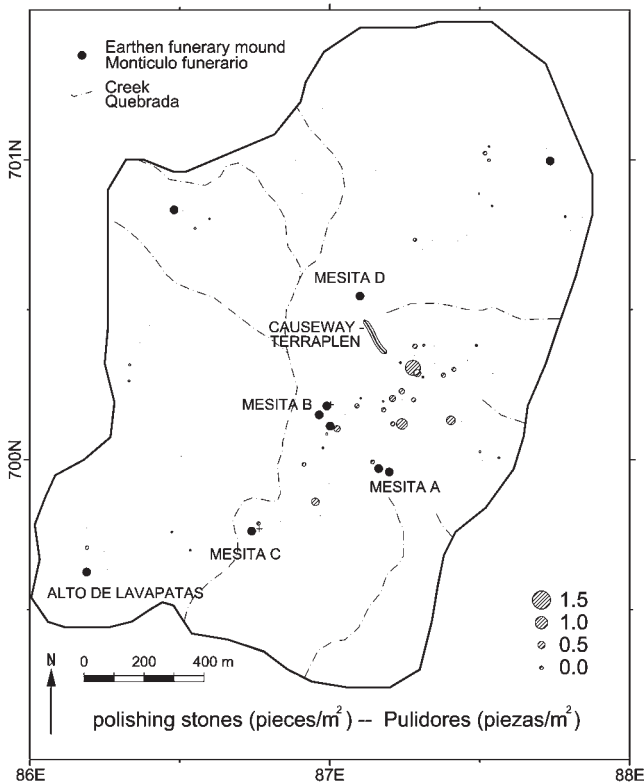 Earthen funerary mound
Monticulo funerario
Creek
Quebrada
701N
MESITA D
CAUSEWAY
TERRAPLEN
MESITA B
700N
MESITA A
MESITA C
ALTO DE LAVAPATAS
1.5
1.0
0.5
0.0
N
0 200 400 m
polishing stones (pieces/m²) -- Pulidores (piezas/m²)
86E 87E 88E